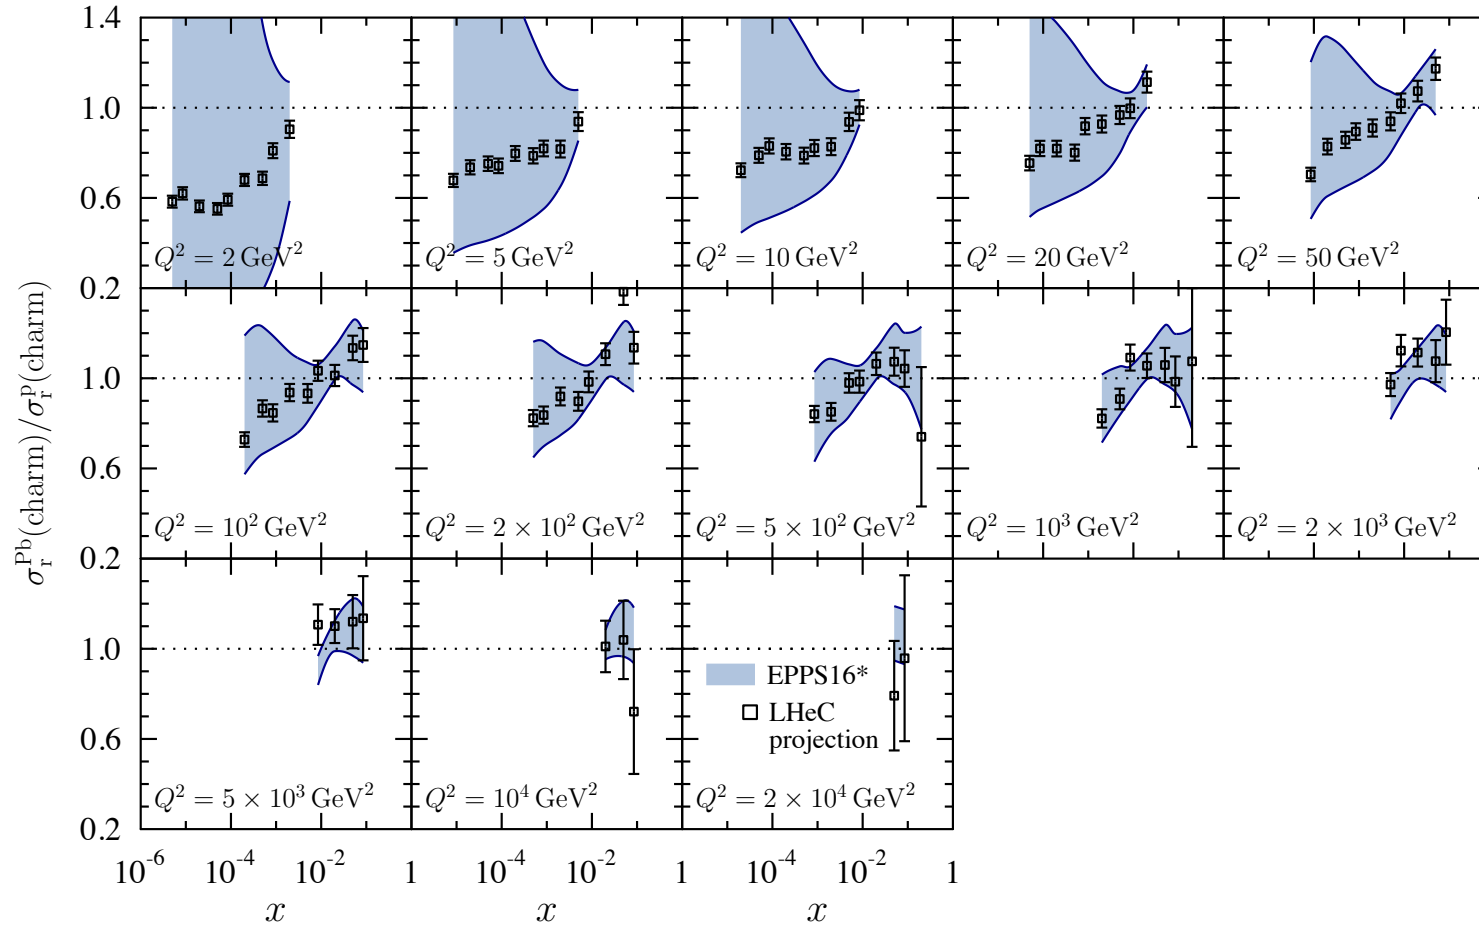 σ_r^Pb(charm)/σ_r^p(charm)
1.4
1.0
0.6
Q² = 2 GeV² Q² = 5 GeV² Q² = 10 GeV² Q² = 20 GeV² Q² = 50 GeV²
0.2
1.0
0.6
Q² = 10² GeV² Q² = 2 × 10² GeV² Q² = 5 × 10² GeV² Q² = 10³ GeV² Q² = 2 × 10³ GeV²
0.2
1.0
EPPS16*
LHeC
0.6
projection
Q² = 5 × 10³ GeV² Q² = 10⁴ GeV² Q² = 2 × 10⁴ GeV²
0.2
10⁻⁶ 10⁻⁴ 10⁻² 1 10⁻⁴ 10⁻² 1 10⁻⁴ 10⁻² 1
x x x